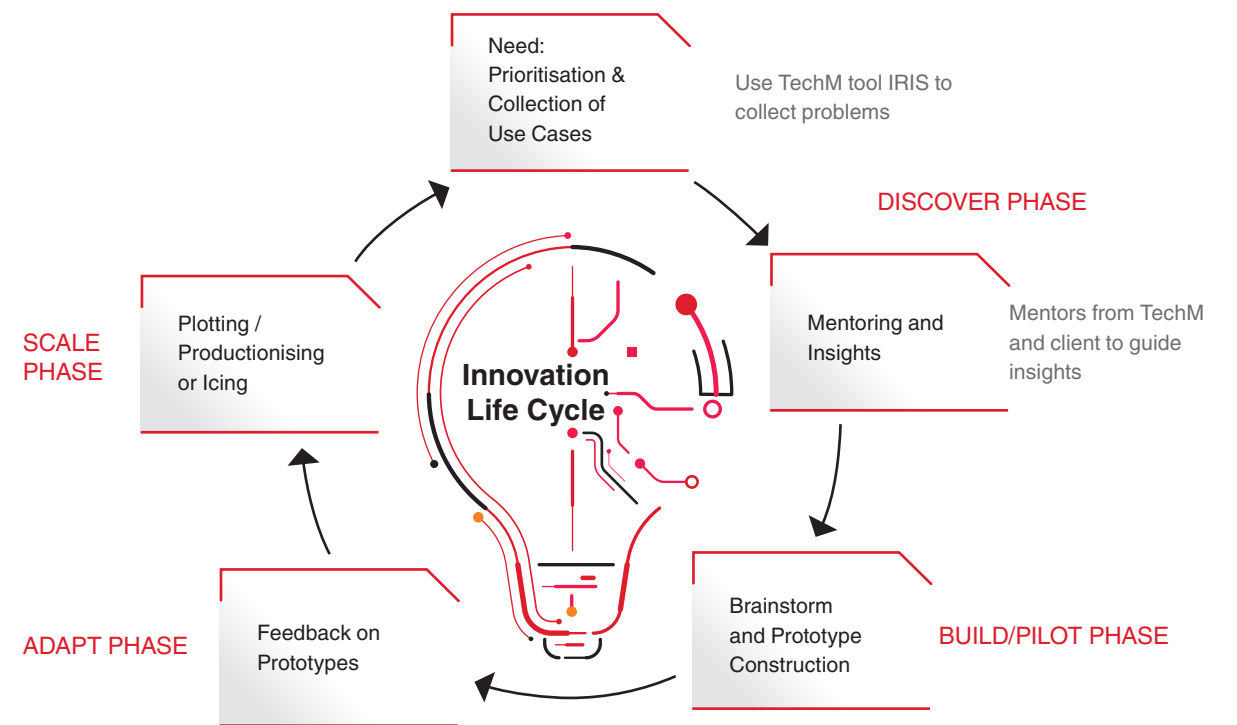 Need:
Prioritisation &
Collection of
Use Cases
Use TechM tool IRIS to
collect problems
DISCOVER PHASE
Mentoring and
Insights
Mentors from TechM
and client to guide
insights
Brainstorm
and Prototype
Construction
BUILD/PILOT PHASE
Feedback on
Prototypes
ADAPT PHASE
Plotting /
Productionising
or Icing
SCALE
PHASE
Innovation
Life Cycle